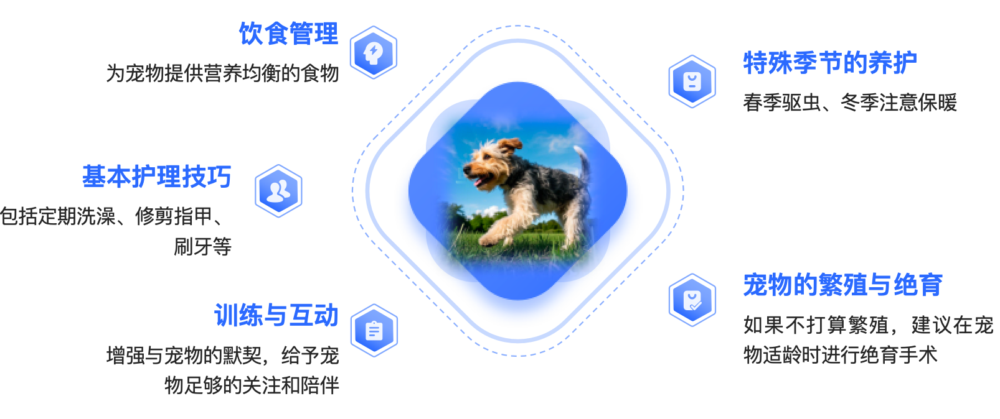 饮食管理
为宠物提供营养均衡的食物
基本护理技巧
包括定期洗澡、修剪指甲、
刷牙等
训练与互动
增强与宠物的默契，给予宠
物足够的关注和陪伴
特殊季节的养护
春季驱虫、冬季注意保暖
宠物的繁殖与绝育
如果不打算繁殖，建议在宠
物适龄时进行绝育手术